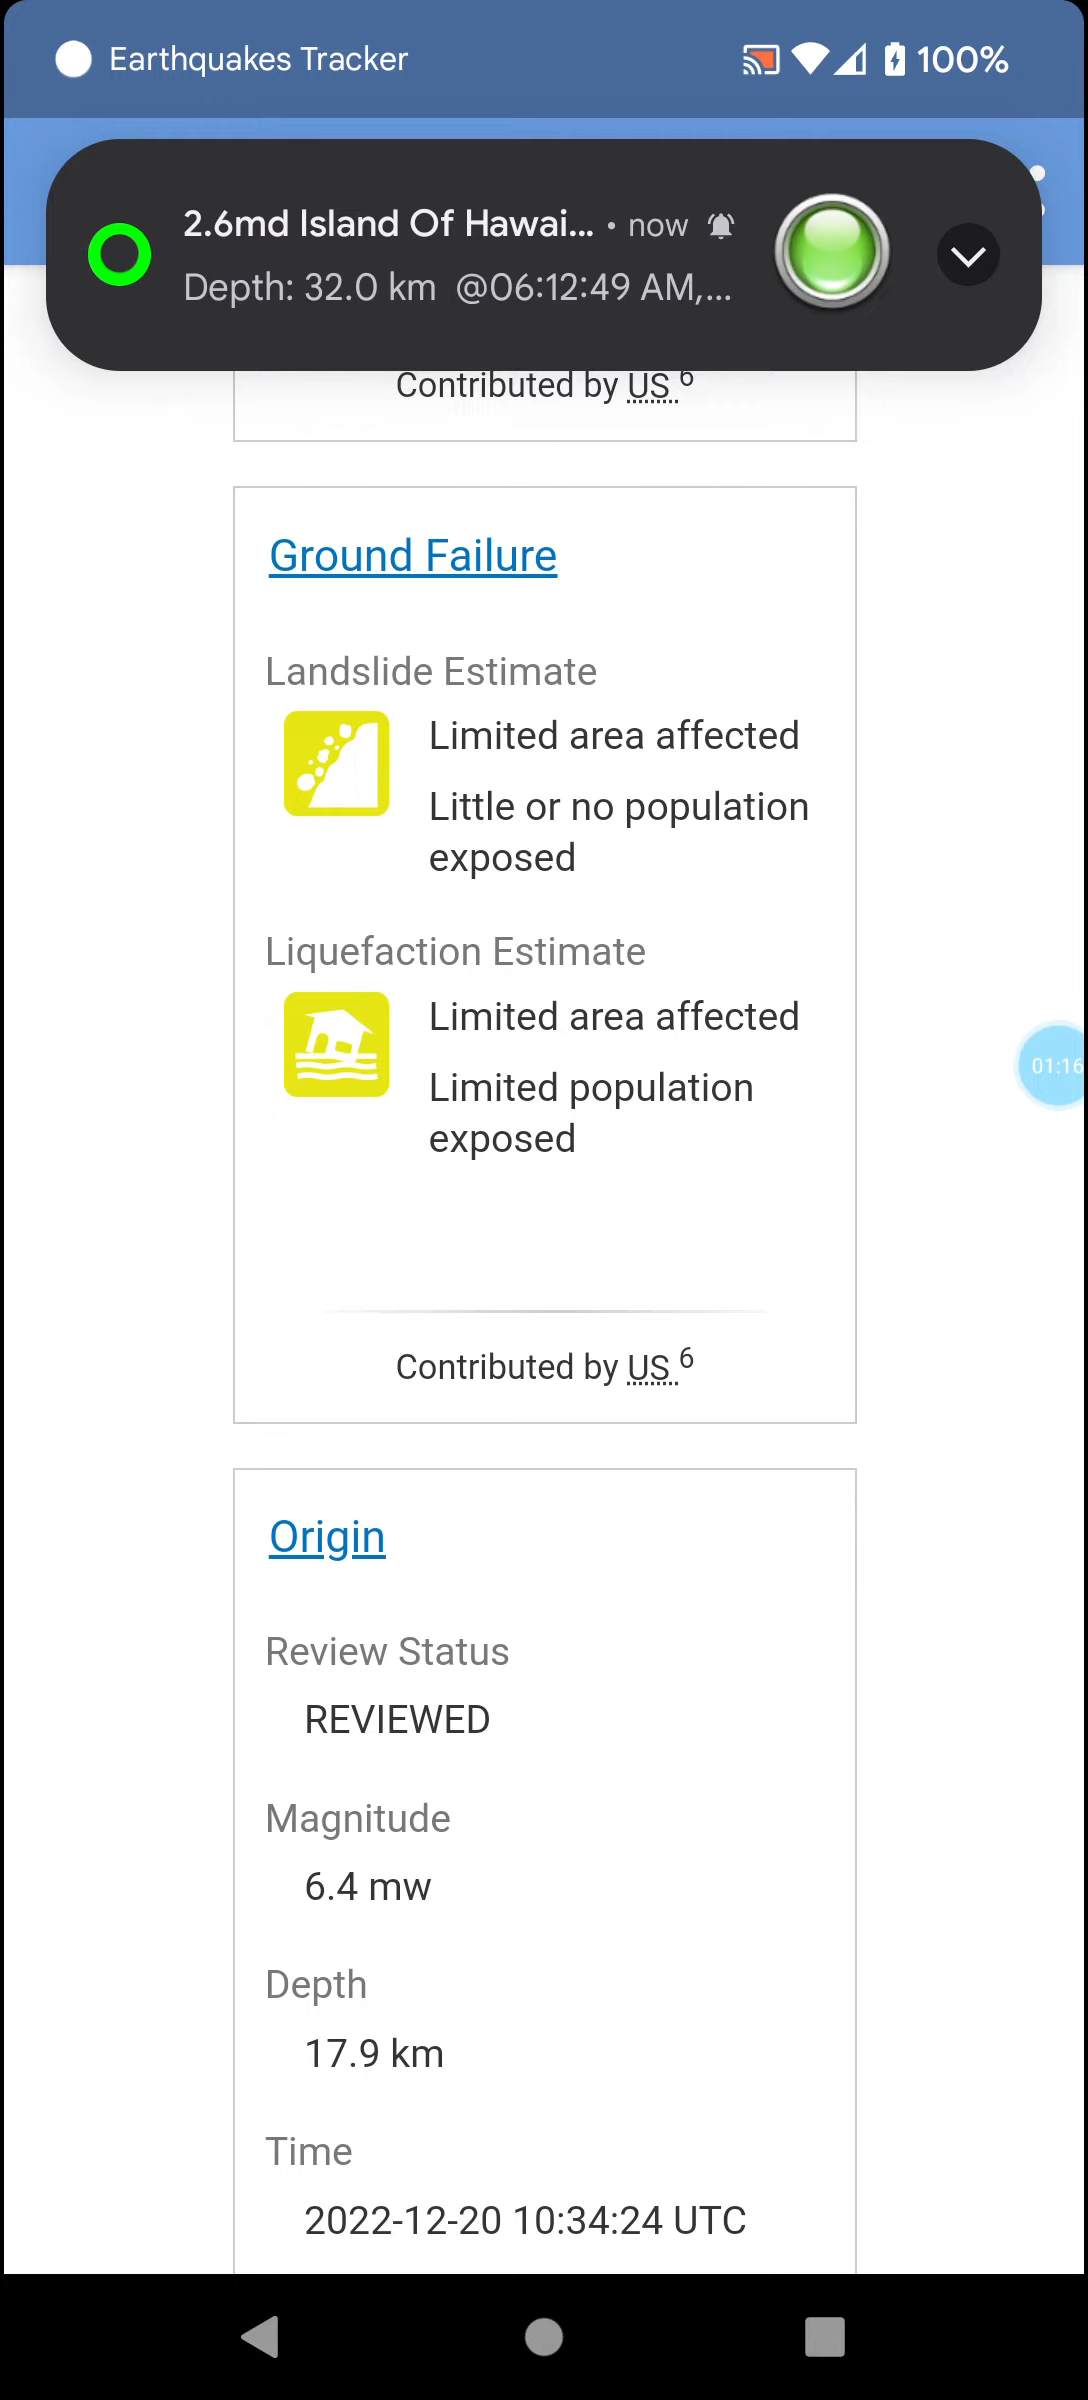 Earthquakes Tracker 100%
2.6md Island Of Hawai... • now
Depth: 32.0 km @06:12:49 AM,...
Contributed by US 6
Ground Failure
Landslide Estimate
Limited area affected
Little or no population
exposed
Liquefaction Estimate
Limited area affected
Limited population
exposed
01:16
Contributed by US 6
Origin
Review Status
REVIEWED
Magnitude
6.4 mw
Depth
17.9 km
Time
2022-12-20 10:34:24 UTC